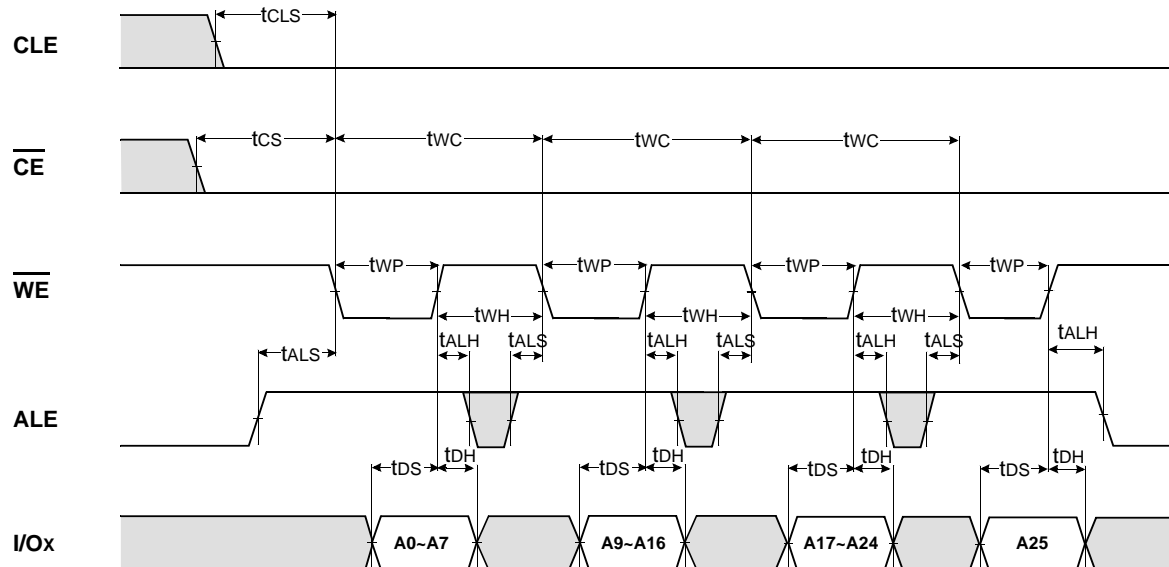 CLE tCLS
CE tCS tWC tWC tWC
WE tWP tWP tWP tWP
tWH tWH tWH
tALS tALH tALS tALH tALS tALH tALS tALH
ALE
tDS tDH tDS tDH tDS tDH tDS tDH
I/Ox A0~A7 A9~A16 A17~A24 A25